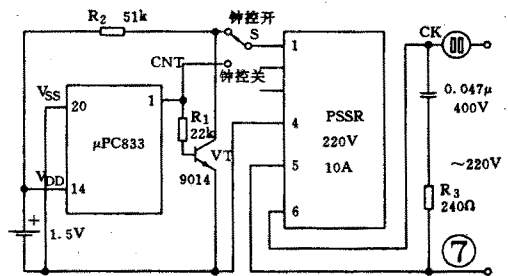 R2 51k
钟控开
S
CNT
钟控关
VSS
20
1
μPC833
R1
22k
VT
9014
VDD
14
+
1.5V
1
4
5
6
PSSR
220V
10A
CK
0.047μ
400V
~220V
R3
240Ω
7